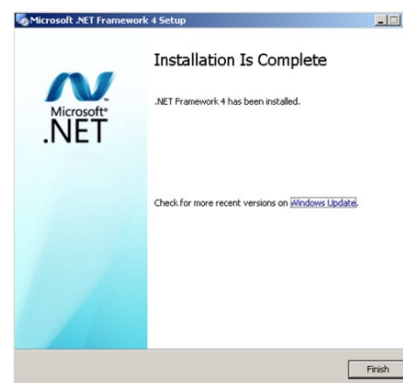 Microsoft .NET Framework 4 Setup
Installation Is Complete
Microsoft®
.NET
.NET Framework 4 has been installed.
Check for more recent versions on Windows Update.
Finish